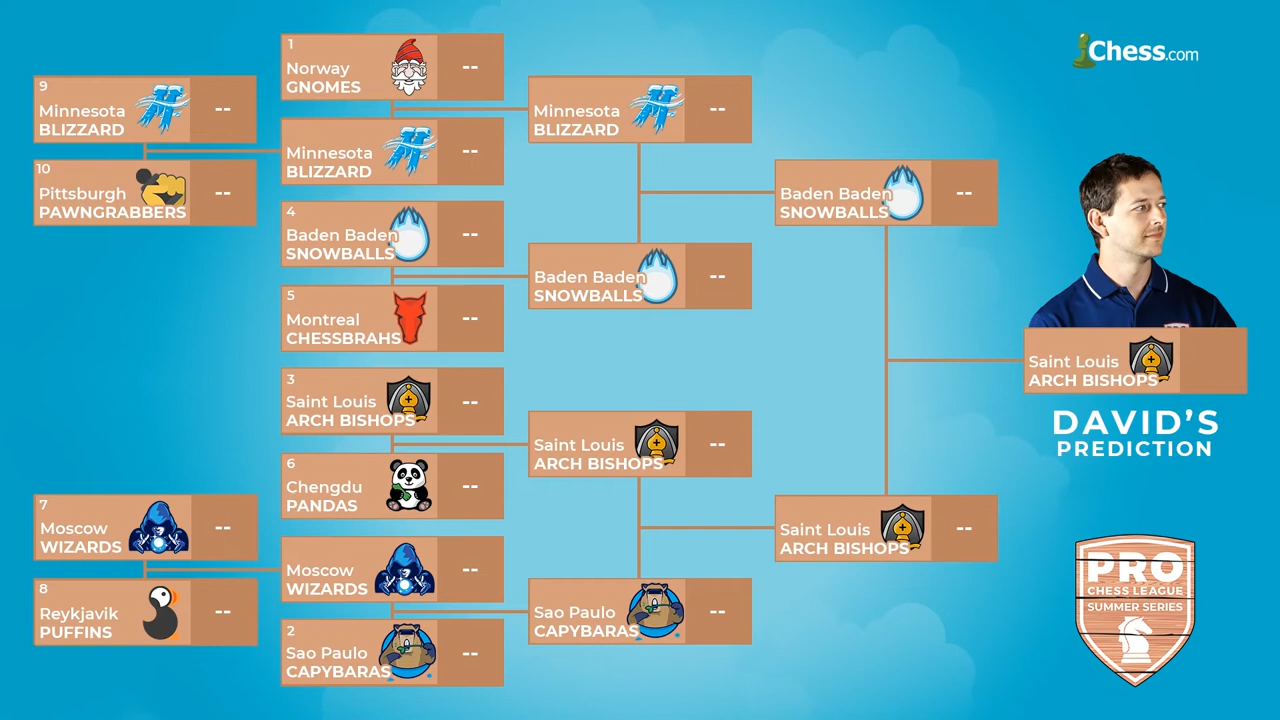 Chess.com
9
Minnesota
BLIZZARD
--
10
Pittsburgh
PAWNGRABBERS
--
7
Moscow
WIZARDS
--
8
Reykjavik
PUFFINS
--
1
Norway
GNOMES
--
Minnesota
BLIZZARD
--
4
Baden Baden
SNOWBALLS
--
5
Montreal
CHESSBRAHS
--
3
Saint Louis
ARCH BISHOPS
--
6
Chengdu
PANDAS
--
Moscow
WIZARDS
--
2
Sao Paulo
CAPYBARAS
--
Minnesota
BLIZZARD
--
Baden Baden
SNOWBALLS
--
Saint Louis
ARCH BISHOPS
--
Sao Paulo
CAPYBARAS
--
Baden Baden
SNOWBALLS
--
Saint Louis
ARCH BISHOPS
--
Saint Louis
ARCH BISHOPS
DAVID'S
PREDICTION
PRO
CHESS LEAGUE
SUMMER SERIES